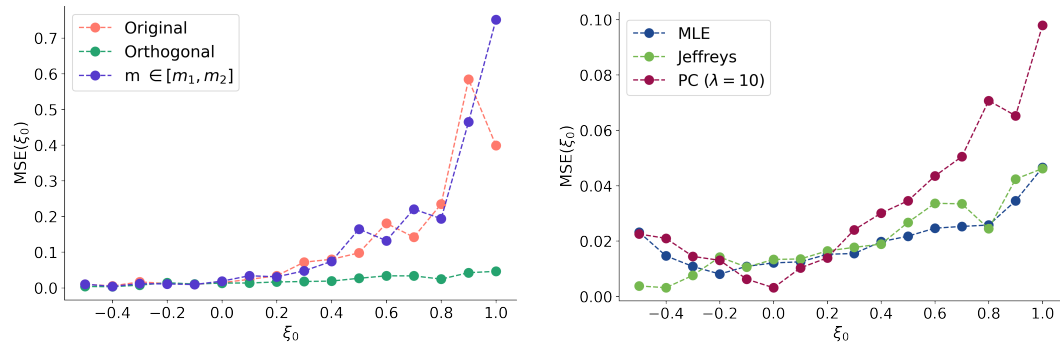 Original
Orthogonal
m ∈ [m₁, m₂]
MSE(ξ₀)
0.7
0.6
0.5
0.4
0.3
0.2
0.1
0.0
−0.4 −0.2 0.0 0.2 0.4 0.6 0.8 1.0
ξ₀
MLE
Jeffreys
PC (λ = 10)
MSE(ξ₀)
0.10
0.08
0.06
0.04
0.02
0.00
−0.4 −0.2 0.0 0.2 0.4 0.6 0.8 1.0
ξ₀